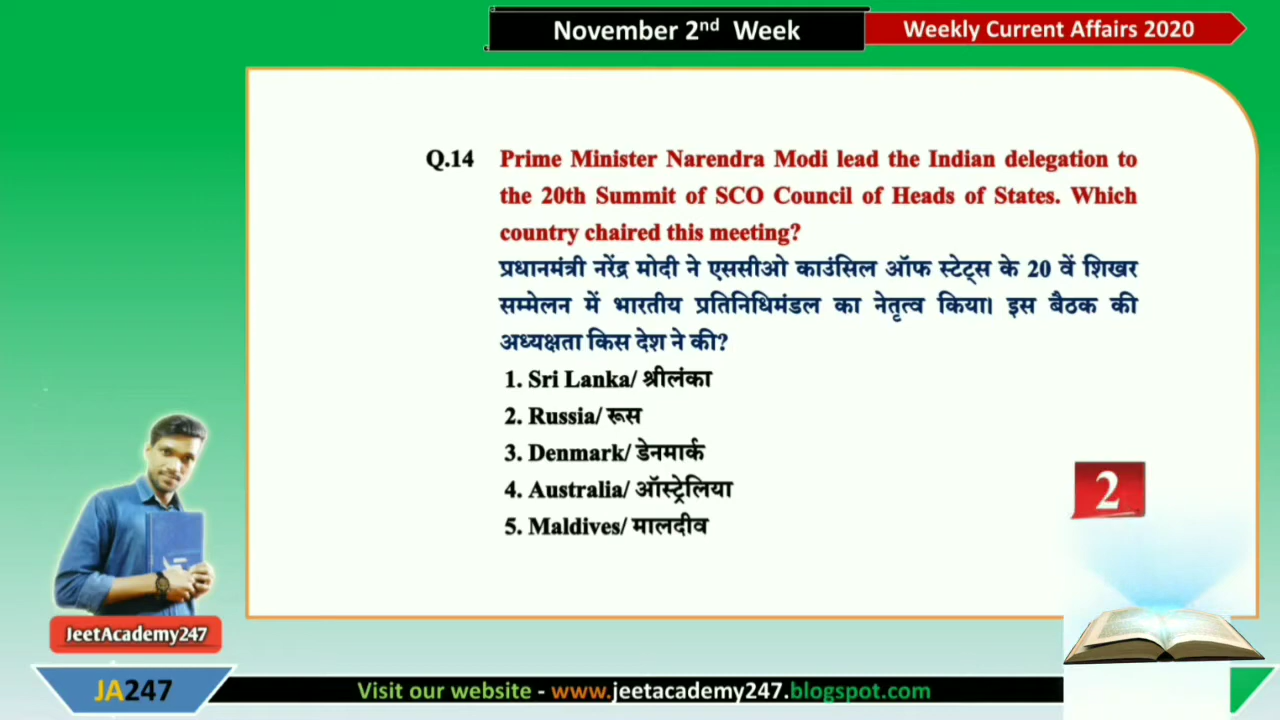 November 2nd Week
Weekly Current Affairs 2020
Q.14 Prime Minister Narendra Modi lead the Indian delegation to
the 20th Summit of SCO Council of Heads of States. Which
country chaired this meeting?
प्रधानमंत्री नरेंद्र मोदी ने एससीओ काउंसिल ऑफ स्टेट्स के 20 वें शिखर
सम्मेलन में भारतीय प्रतिनिधिमंडल का नेतृत्व किया। इस बैठक की
अध्यक्षता किस देश ने की?
1. Sri Lanka/ श्रीलंका
2. Russia/ रूस
3. Denmark/ डेनमार्क
4. Australia/ ऑस्ट्रेलिया
5. Maldives/ मालदीव
2
JeetAcademy247
JA247
Visit our website - www.jeetacademy247.blogspot.com